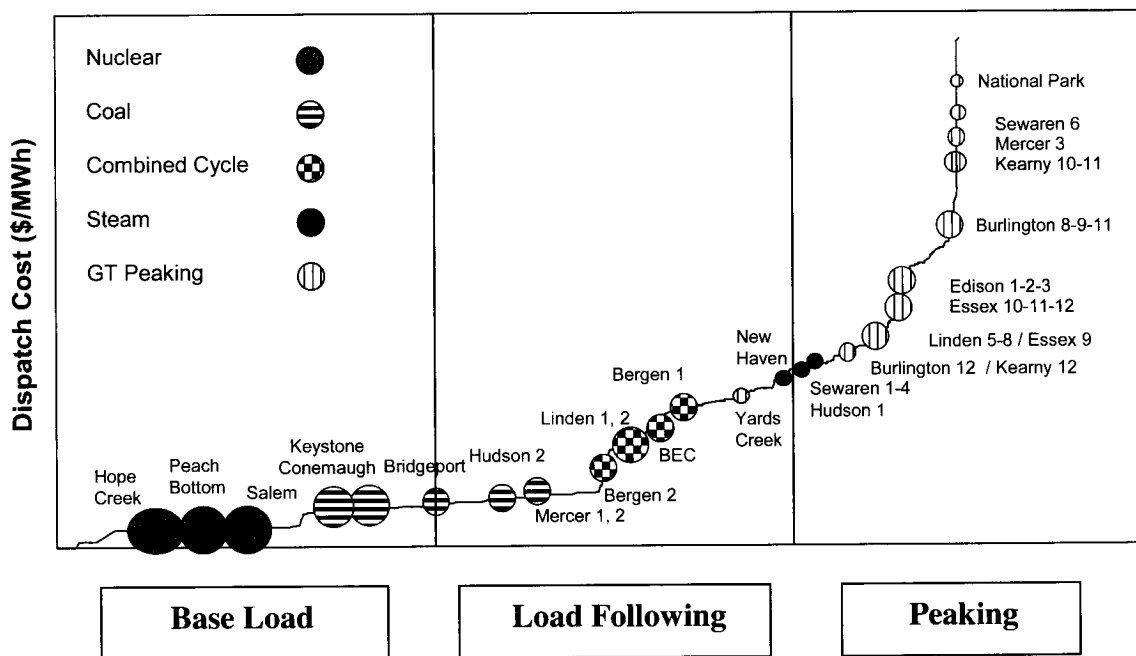 Dispatch Cost ($/MWh)
Nuclear
Coal
Combined Cycle
Steam
GT Peaking
National Park
Sewaren 6
Mercer 3
Kearny 10-11
Burlington 8-9-11
Edison 1-2-3
Essex 10-11-12
Linden 5-8 / Essex 9
Burlington 12 / Kearny 12
Sewaren 1-4
Hudson 1
New
Haven
Yards
Creek
Bergen 1
Linden 1, 2
BEC
Bergen 2
Hudson 2
Mercer 1, 2
Bridgeport
Keystone
Conemaugh
Salem
Peach
Bottom
Hope
Creek
Base Load
Load Following
Peaking